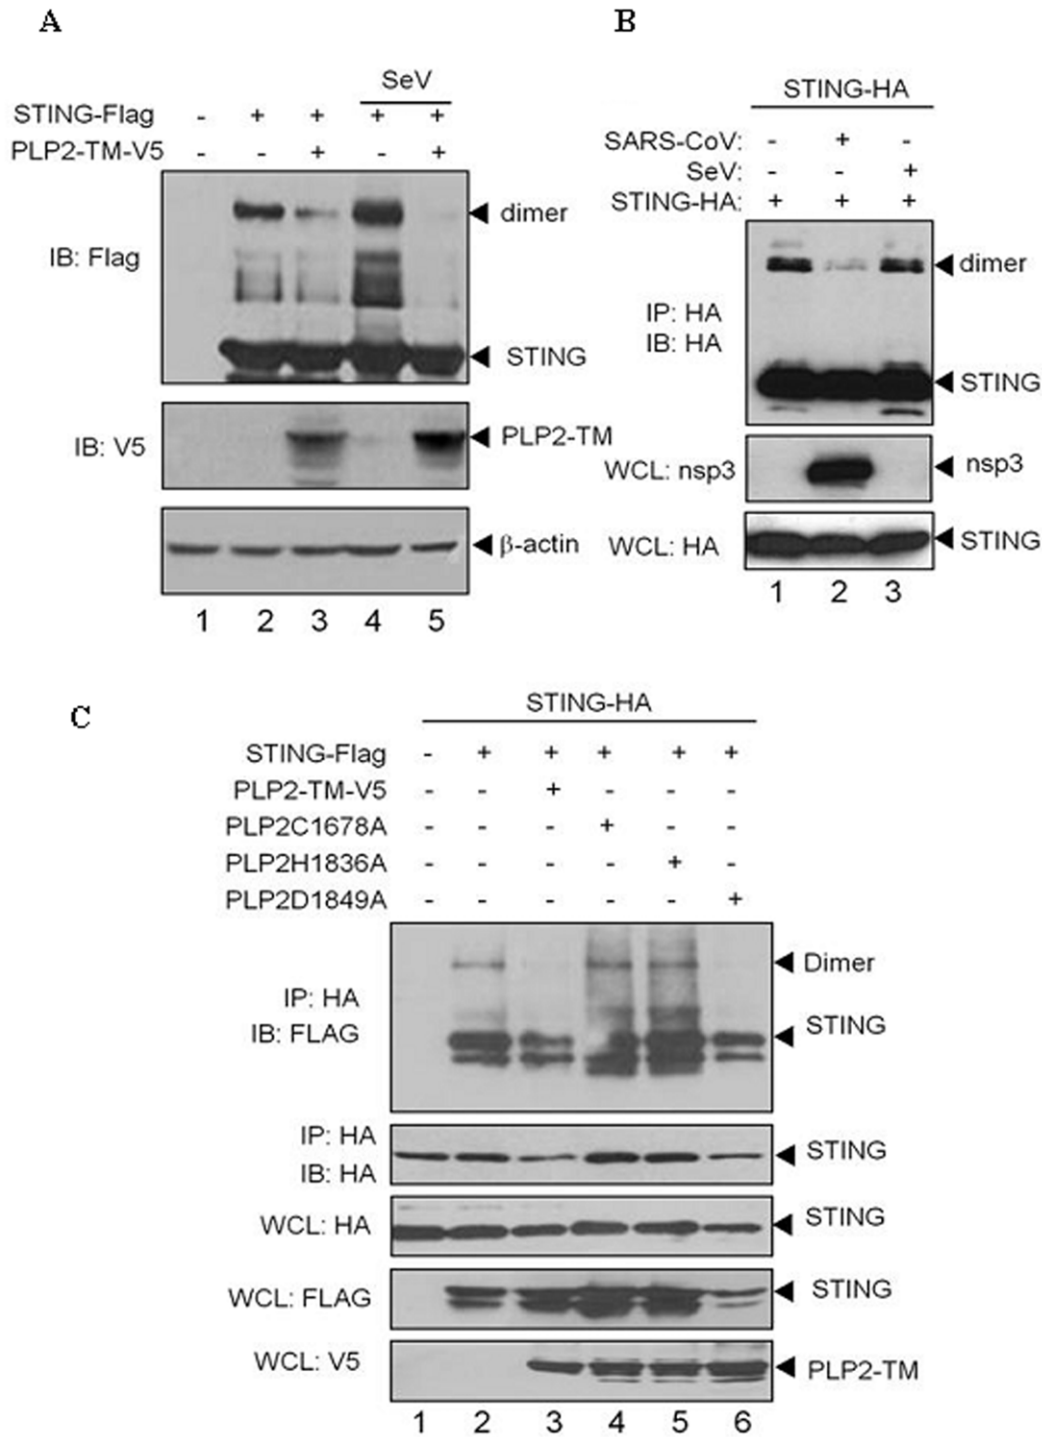 A
SeV
STING-Flag - + + + +
PLP2-TM-V5 - - + - +
IB: Flag
dimer
STING
IB: V5
PLP2-TM
β-actin
1 2 3 4 5
B
STING-HA
SARS-CoV: - + -
SeV: - - +
STING-HA: + + +
IP: HA
IB: HA
dimer
STING
WCL: nsp3
nsp3
WCL: HA
STING
1 2 3
C
STING-HA
STING-Flag - + + + + +
PLP2-TM-V5 - - + - - -
PLP2C1678A - - - + - -
PLP2H1836A - - - - + -
PLP2D1849A - - - - - +
IP: HA
IB: FLAG
Dimer
STING
IP: HA
IB: HA
STING
WCL: HA
STING
WCL: FLAG
STING
WCL: V5
PLP2-TM
1 2 3 4 5 6